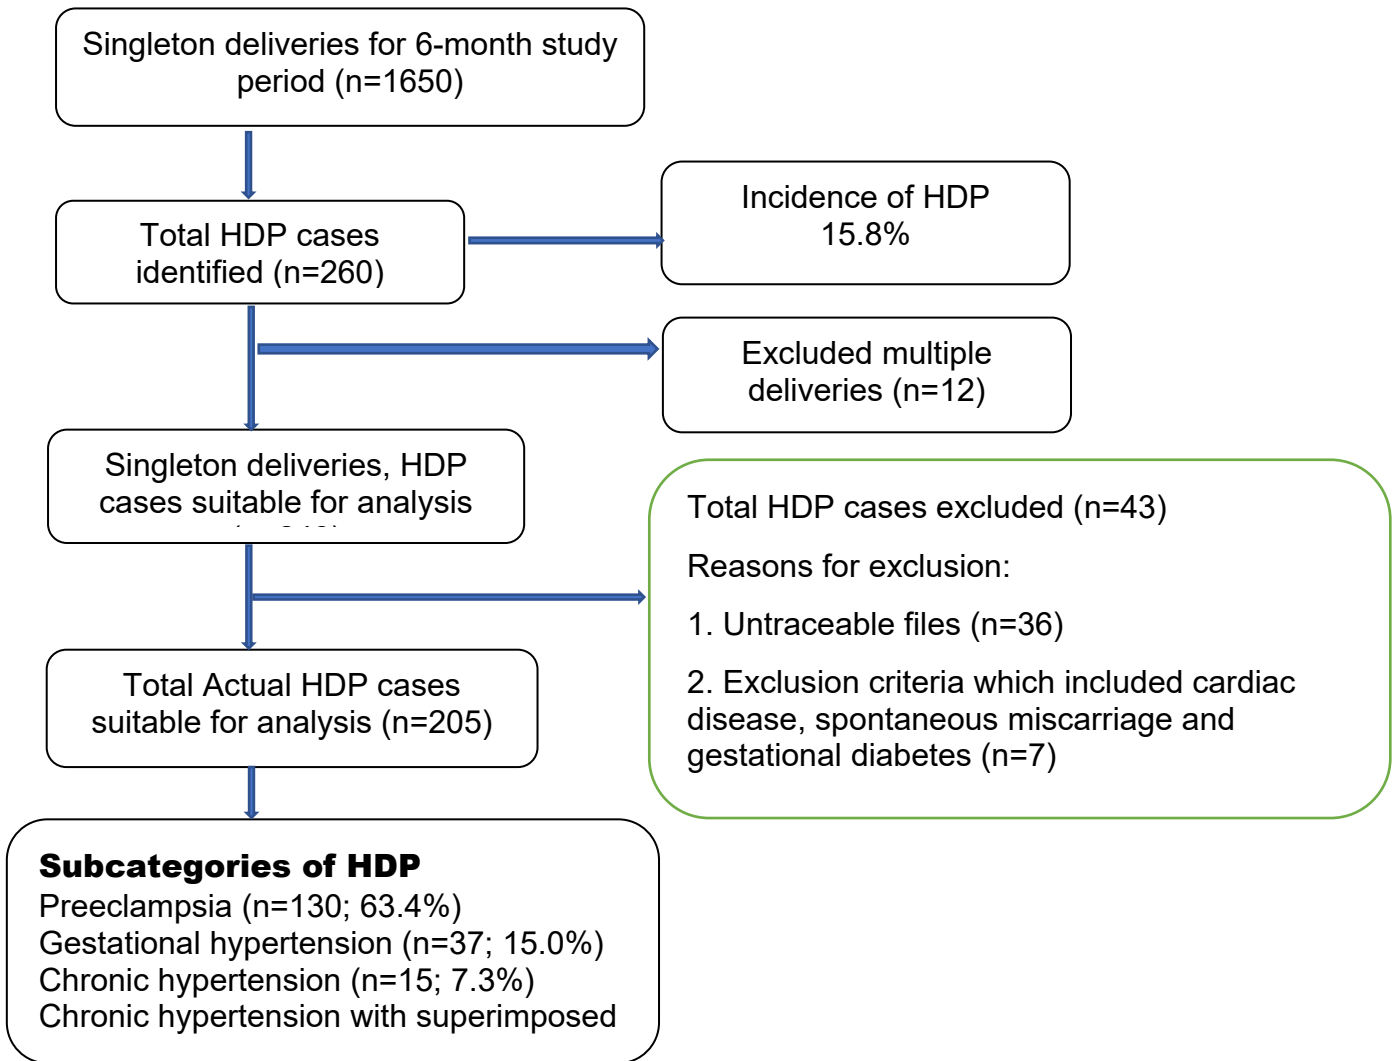 Singleton deliveries for 6-month study
period (n=1650)
Total HDP cases
identified (n=260)
Incidence of HDP
15.8%
Excluded multiple
deliveries (n=12)
Singleton deliveries, HDP
cases suitable for analysis
Total HDP cases excluded (n=43)
Reasons for exclusion:
1. Untraceable files (n=36)
2. Exclusion criteria which included cardiac
disease, spontaneous miscarriage and
gestational diabetes (n=7)
Total Actual HDP cases
suitable for analysis (n=205)
Subcategories of HDP
Preeclampsia (n=130; 63.4%)
Gestational hypertension (n=37; 15.0%)
Chronic hypertension (n=15; 7.3%)
Chronic hypertension with superimposed